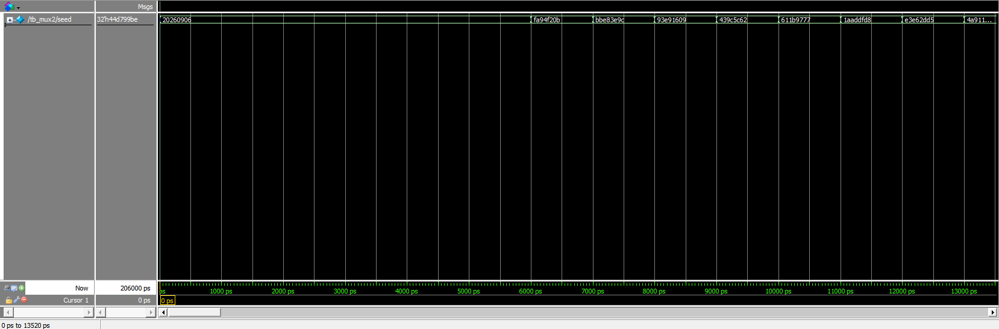 Msgs
/tb_mux2/seed 32'h44d799be 20260906 fa94f20b bbe83e9c 93e91609 439c5c62 611b9777 1aaddfd8 e3e62dd5 4a911...
Now 206000 ps ps 1000 ps 2000 ps 3000 ps 4000 ps 5000 ps 6000 ps 7000 ps 8000 ps 9000 ps 10000 ps 11000 ps 12000 ps 13000 ps
Cursor 1 0 ps 0 ps
0 ps to 13520 ps